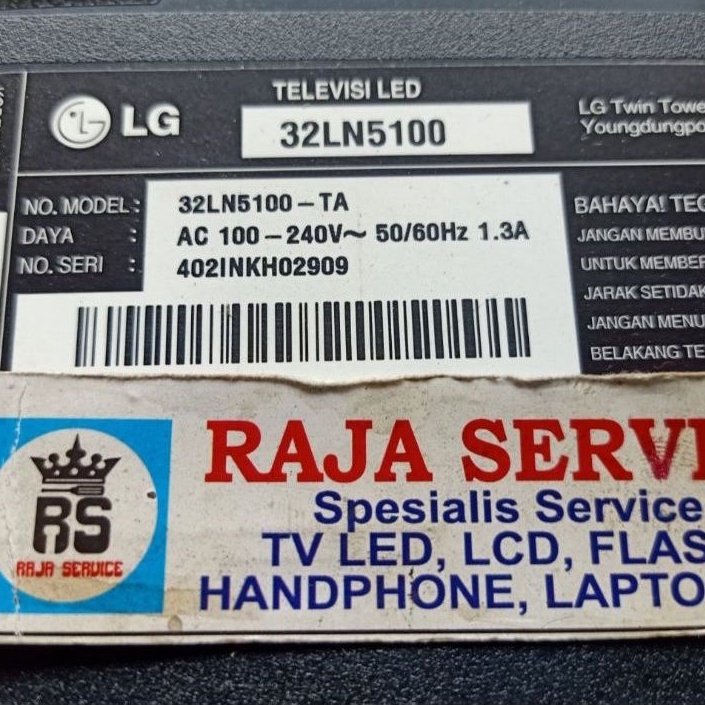 TELEVISI LED
LG
32LN5100
LG Twin Towe
Youngdungpo
NO. MODEL : 32LN5100-TA
DAYA : AC 100-240V~ 50/60Hz 1.3A
NO. SERI : 402INKH02909
BAHAYA! TEG
JANGAN MEMBU
UNTUK MEMBER
JARAK SETIDAK
JANGAN MENU
BELAKANG TE
RAJA SERVI
Spesialis Service
TV LED, LCD, FLAS
HANDPHONE, LAPTO
RS
RAJA SERVICE